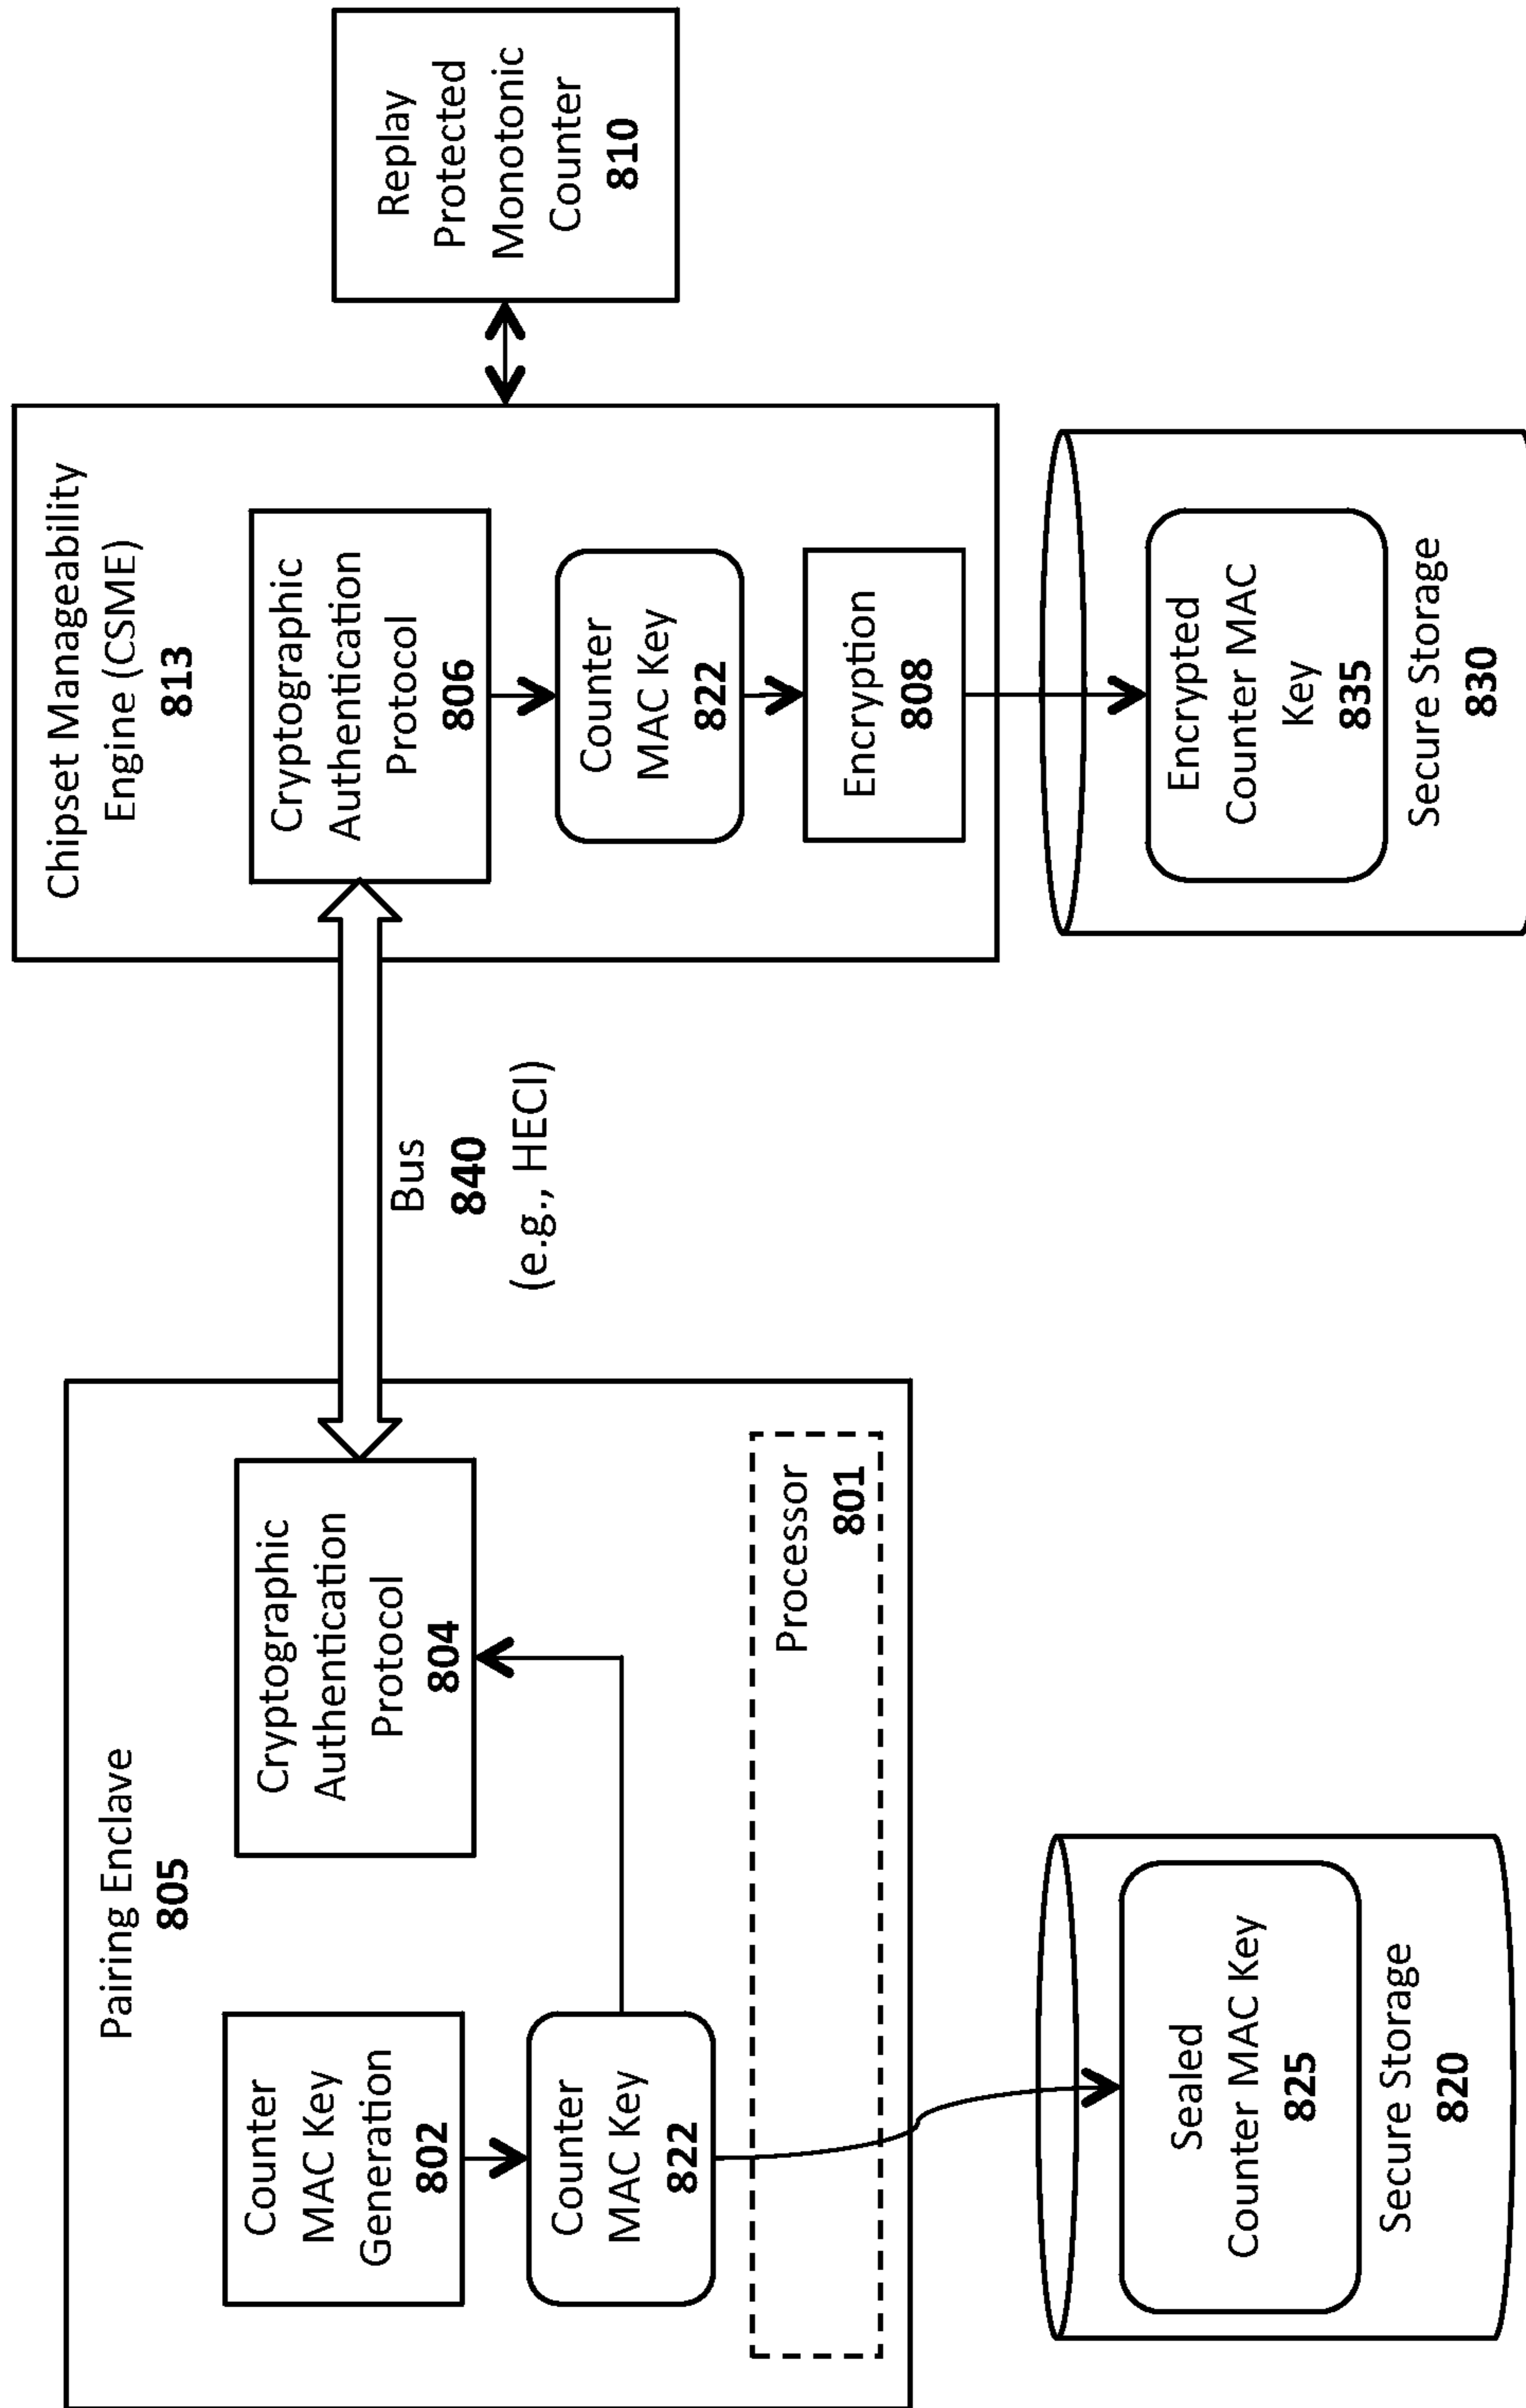 Pairing Enclave
805
Counter
MAC Key
Generation
802
Counter
MAC Key
822
Cryptographic
Authentication
Protocol
804
Processor
801
Sealed
Counter MAC Key
825
Secure Storage
820
Bus
840
(e.g., HECI)
Chipset Manageability
Engine (CSME)
813
Cryptographic
Authentication
Protocol
806
Counter
MAC Key
822
Encryption
808
Encrypted
Counter MAC
Key
835
Secure Storage
830
Replay
Protected
Monotonic
Counter
810